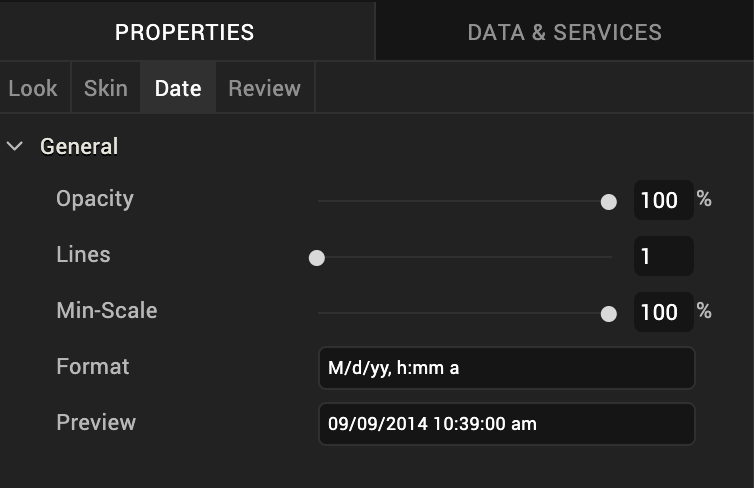 PROPERTIES DATA & SERVICES
Look Skin Date Review
General
Opacity 100 %
Lines 1
Min-Scale 100 %
Format M/d/yy, h:mm a
Preview 09/09/2014 10:39:00 am